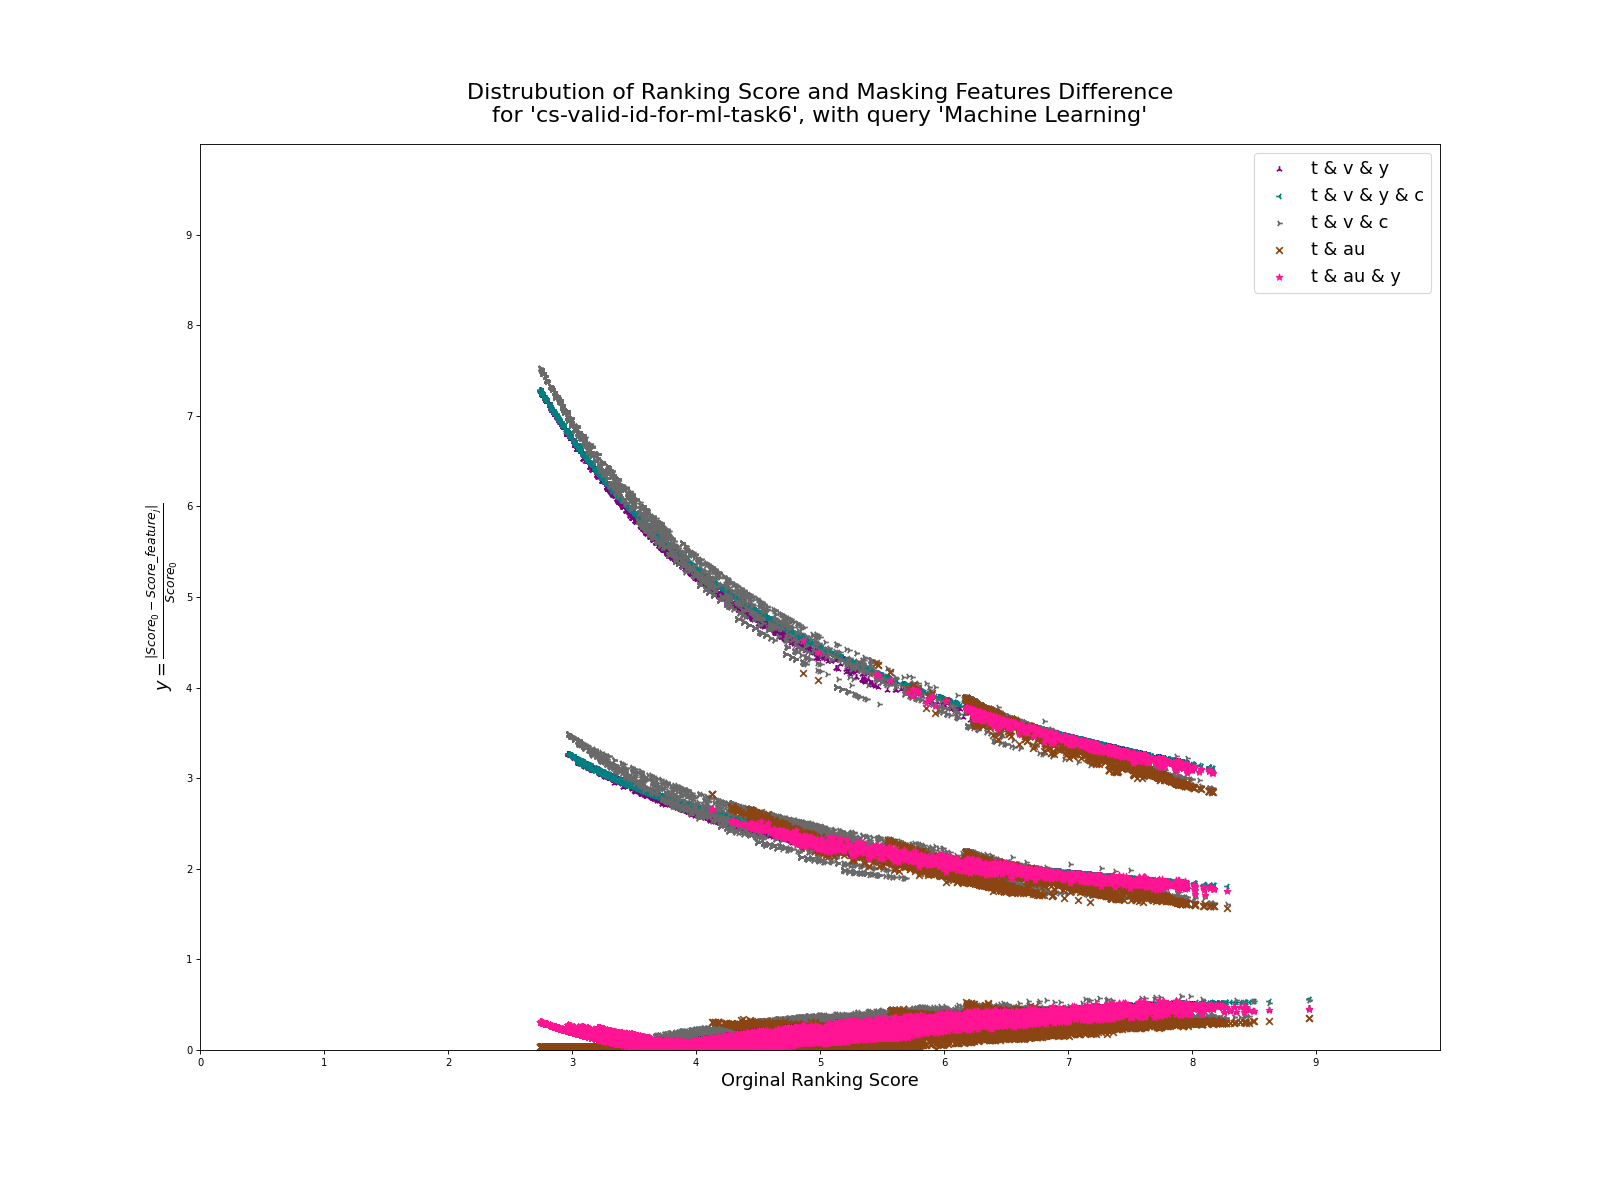 Distrubution of Ranking Score and Masking Features Difference
for 'cs-valid-id-for-ml-task6', with query 'Machine Learning'
t & v & y
t & v & y & c
t & v & c
t & au
t & au & y
9
8
7
6
5
4
3
2
1
0
y = |Score₀ − Score_featureⱼ| / Score₀
0 1 2 3 4 5 6 7 8 9
Orginal Ranking Score